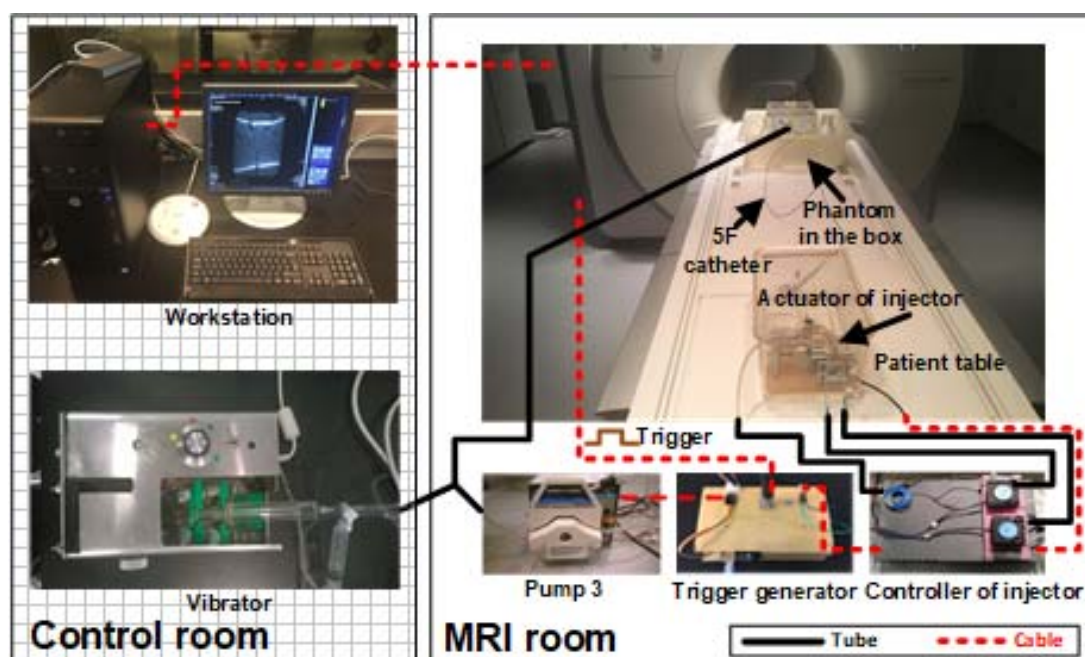 Workstation
Vibrator
Control room
Phantom
in the box
5F
catheter
Actuator of injector
Patient table
Trigger
Pump 3
Trigger generator
Controller of injector
MRI room
Tube
Cable